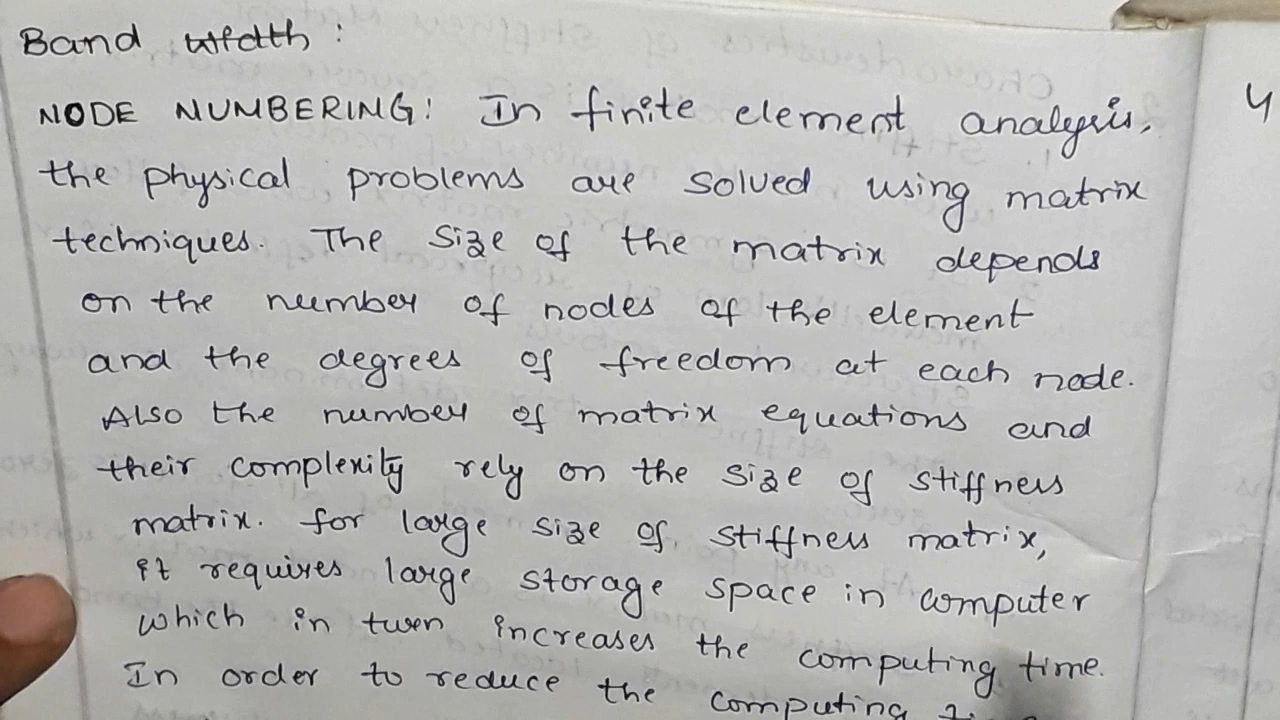 Band width :
NODE NUMBERING: In finite element analysis,
the physical problems are solved using matrix
techniques. The size of the matrix depends
on the number of nodes of the element
and the degrees of freedom at each node.
Also the number of matrix equations and
their complexity rely on the size of stiffness
matrix. for large size of stiffness matrix,
it requires large storage space in computer
which in turn increases the computing time.
In order to reduce the computing